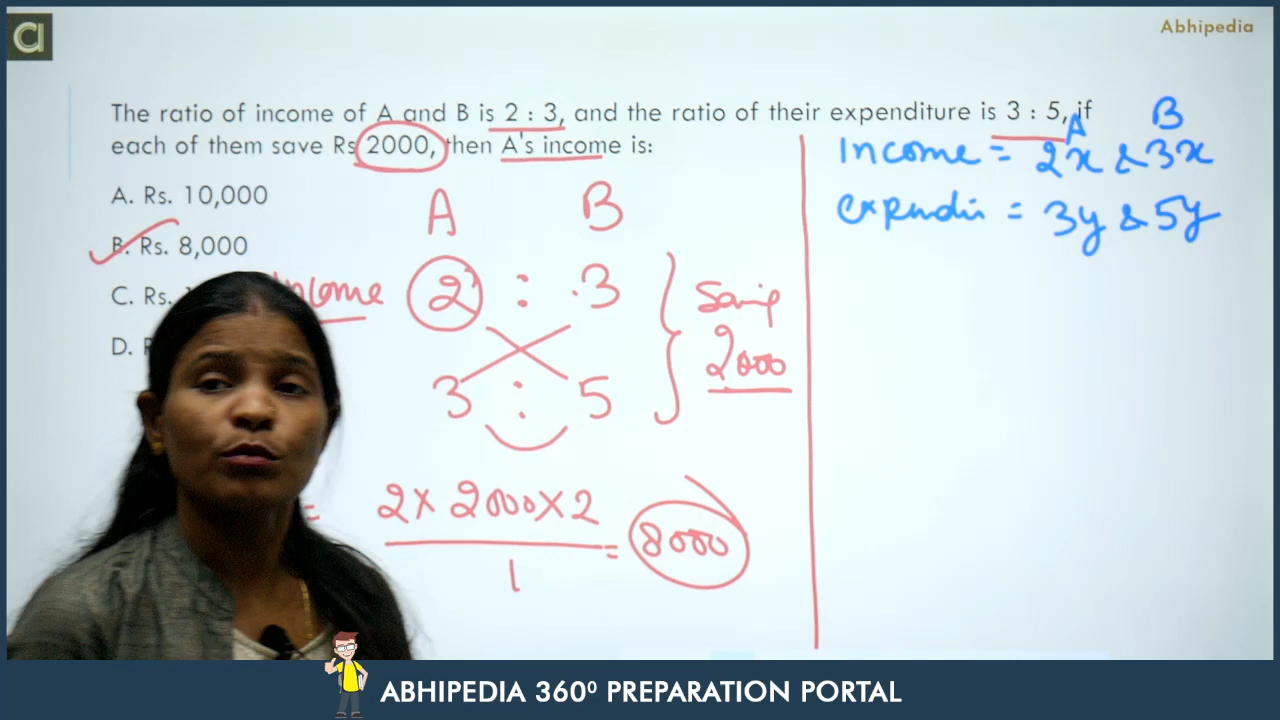 Abhipedia
The ratio of income of A and B is 2 : 3, and the ratio of their expenditure is 3 : 5, if
each of them save Rs 2000, then A's income is:
A. Rs. 10,000
B. Rs. 8,000
C. Rs.
D.
A B
Income 2 : 3
3 : 5
Saving
2000
=
2 × 2000 × 2
1
= 8000
A B
Income = 2x & 3x
expendi = 3y & 5y
ABHIPEDIA 360⁰ PREPARATION PORTAL